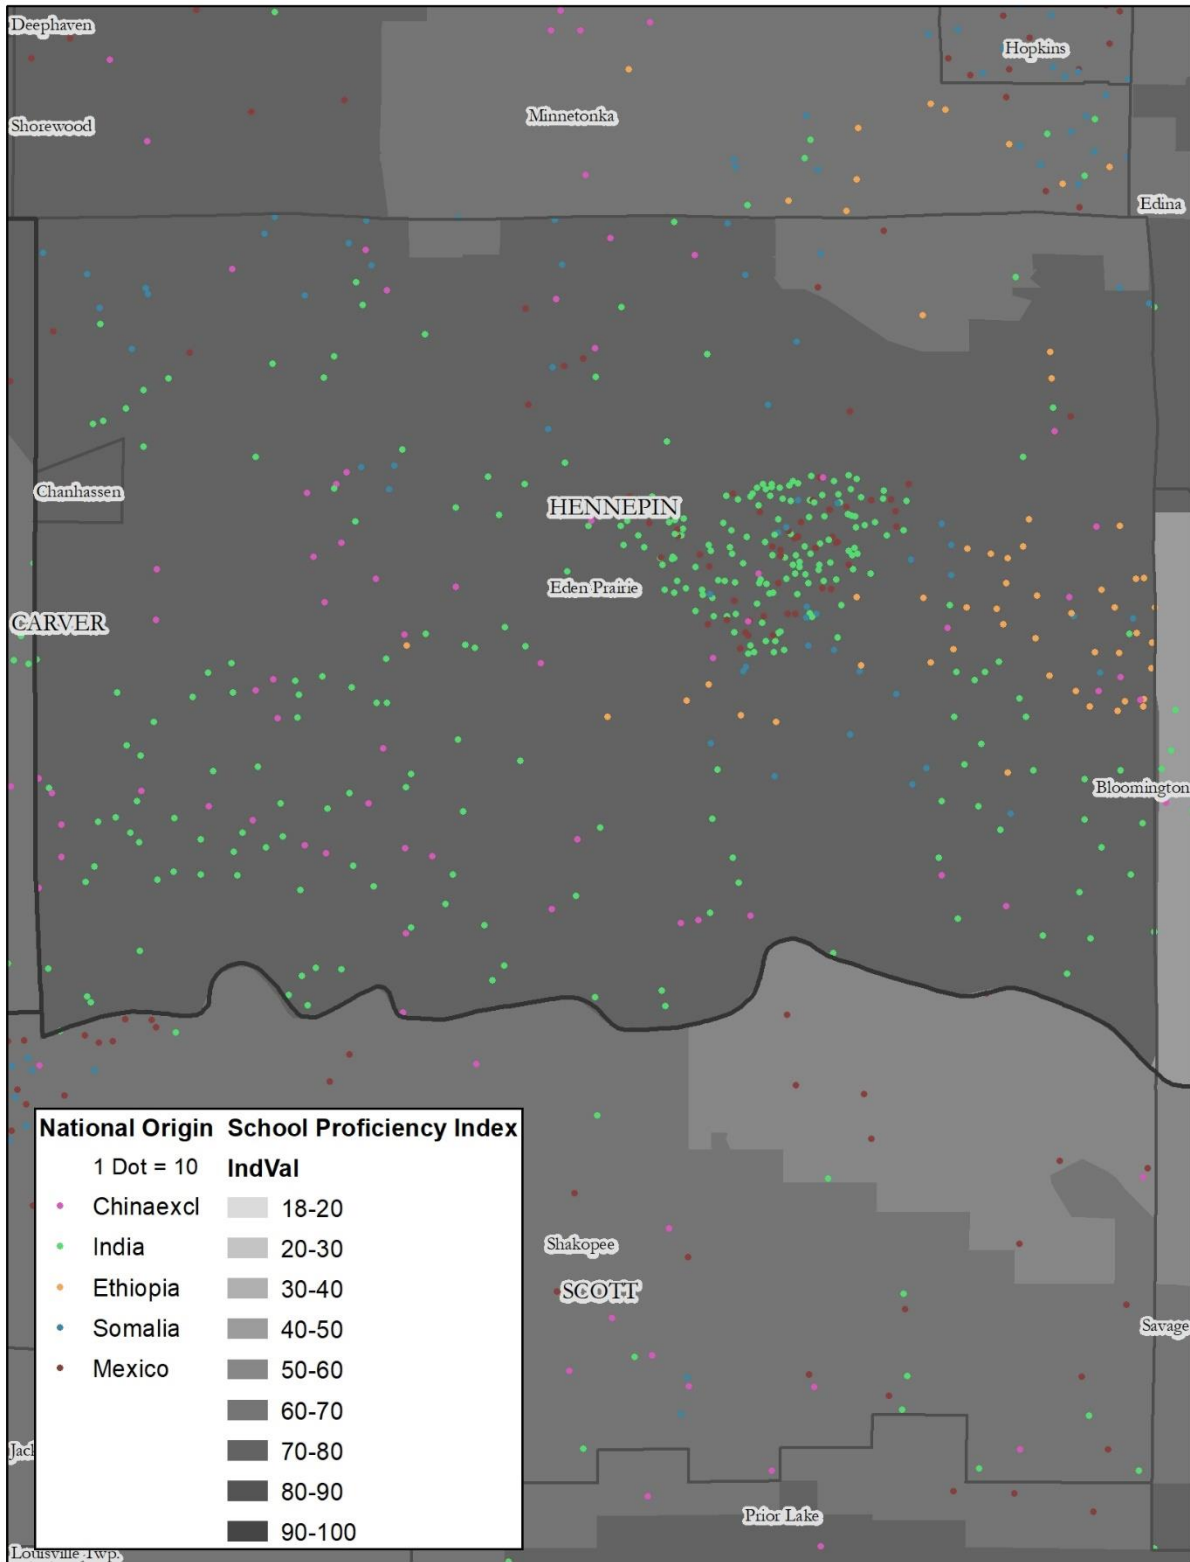 Deephaven
Hopkins
Minnetonka
Shorewood
Edina
Chanhassen
HENNEPIN
Eden Prairie
CARVER
Bloomington
National Origin School Proficiency Index
1 Dot = 10 IndVal
Chinaexcl 18-20
India 20-30
Ethiopia 30-40
Somalia 40-50
Mexico 50-60
60-70
70-80
80-90
90-100
Shakopee
SCOTT
Savage
Jack
Prior Lake
Louisville Twp.